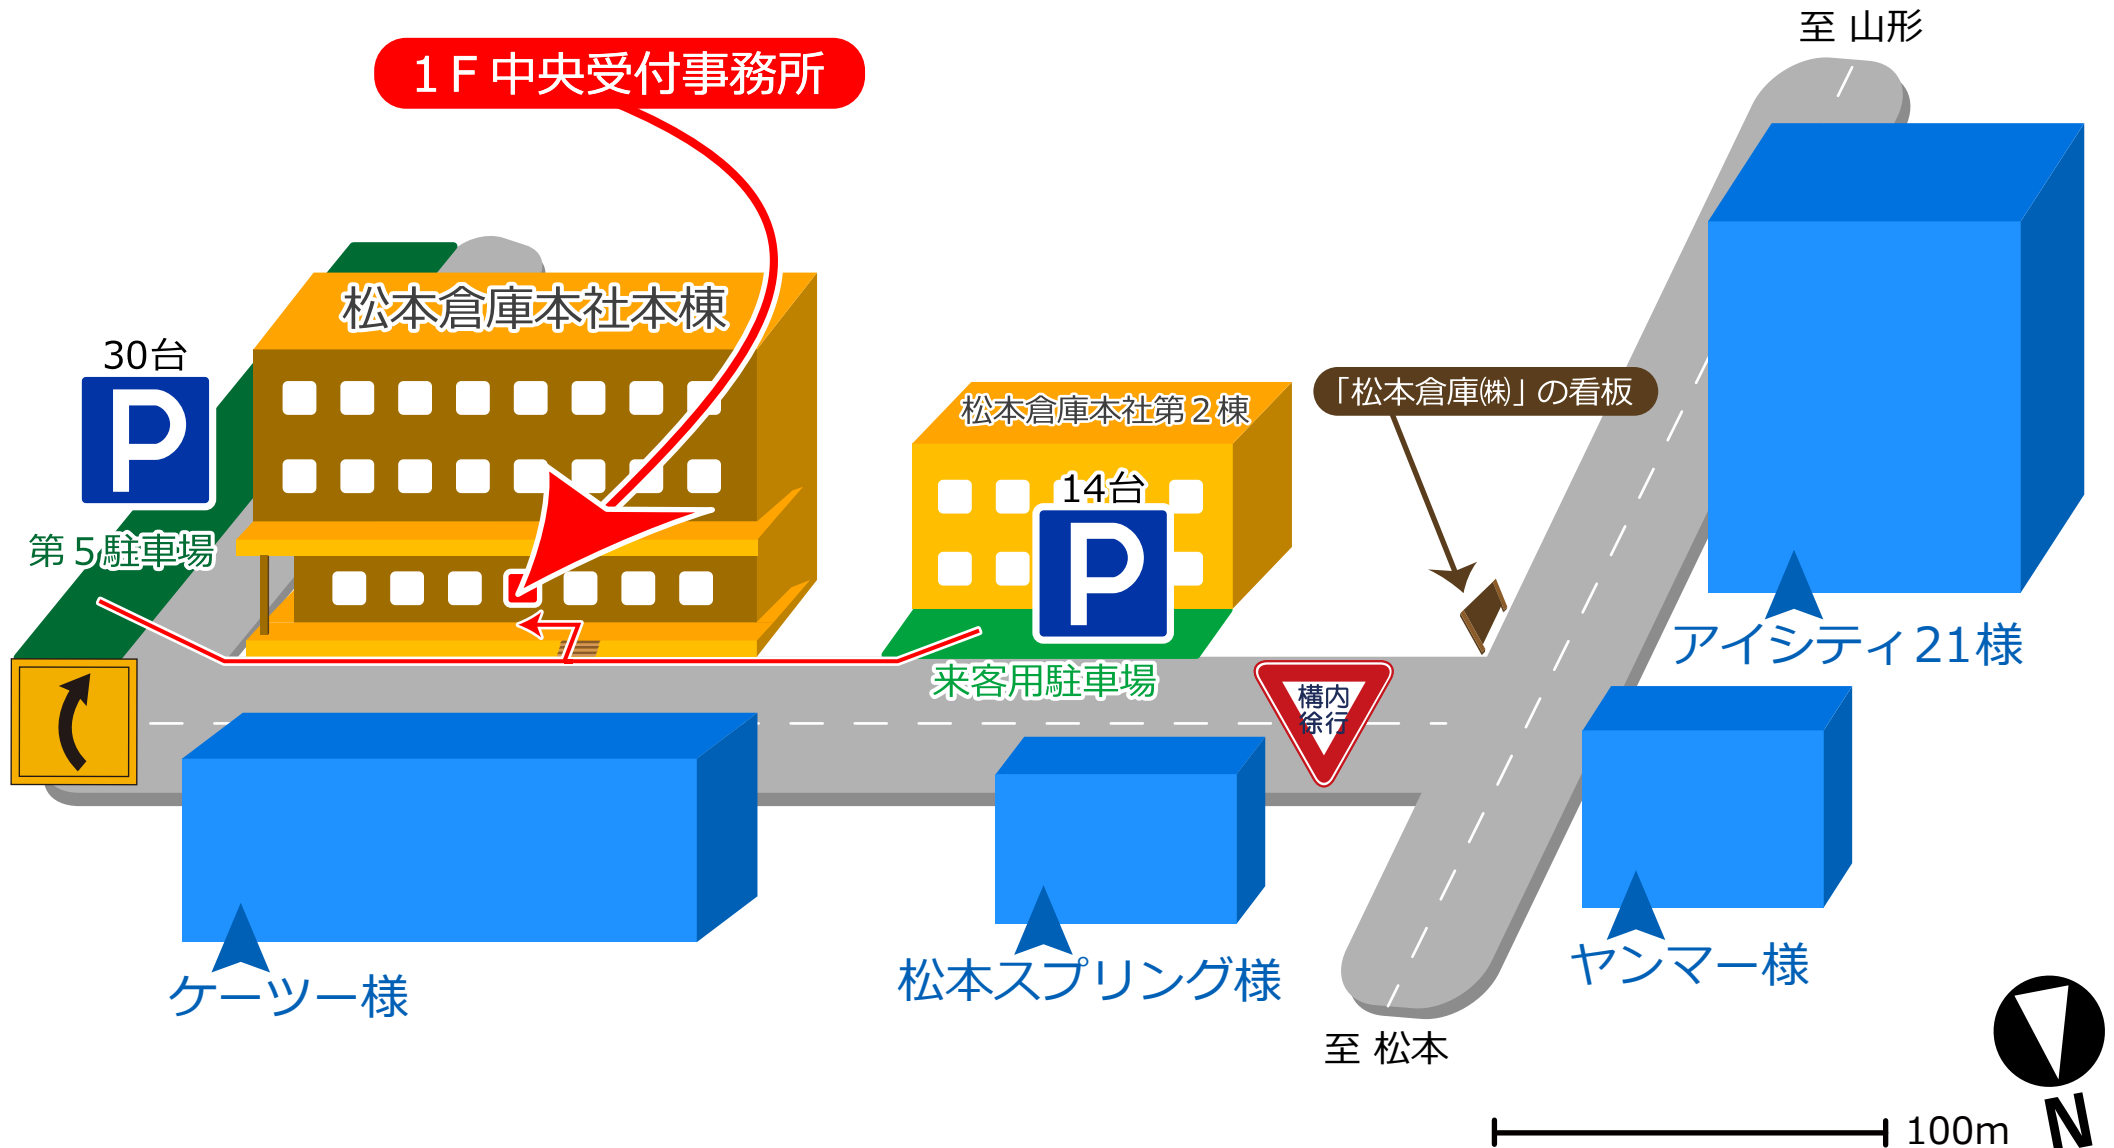 至 山形
1F中央受付事務所
松本倉庫本社本棟
30台
P
第5駐車場
松本倉庫本社第2棟
14台
P
来客用駐車場
「松本倉庫㈱」の看板
構内
徐行
アイシティ21様
ケーツー様
松本スプリング様
ヤンマー様
至 松本
N
100m